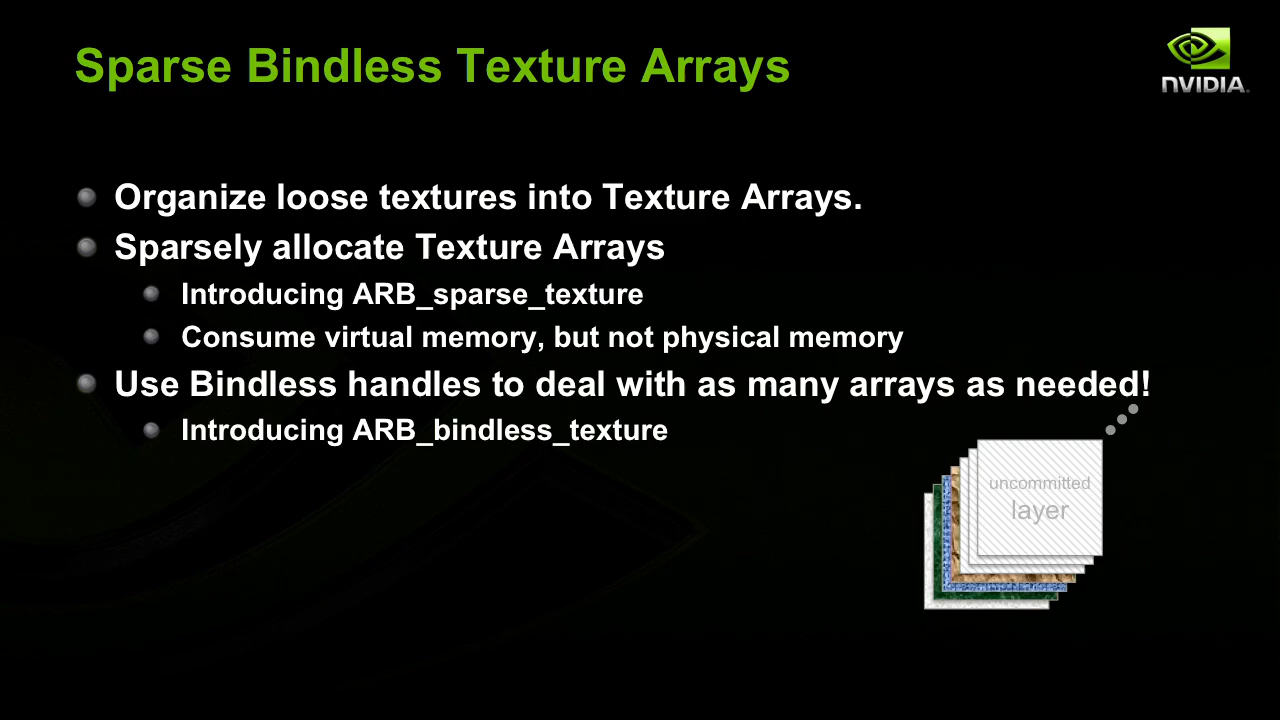 Sparse Bindless Texture Arrays
NVIDIA.
Organize loose textures into Texture Arrays.
Sparsely allocate Texture Arrays
Introducing ARB_sparse_texture
Consume virtual memory, but not physical memory
Use Bindless handles to deal with as many arrays as needed!
Introducing ARB_bindless_texture
uncommitted
layer